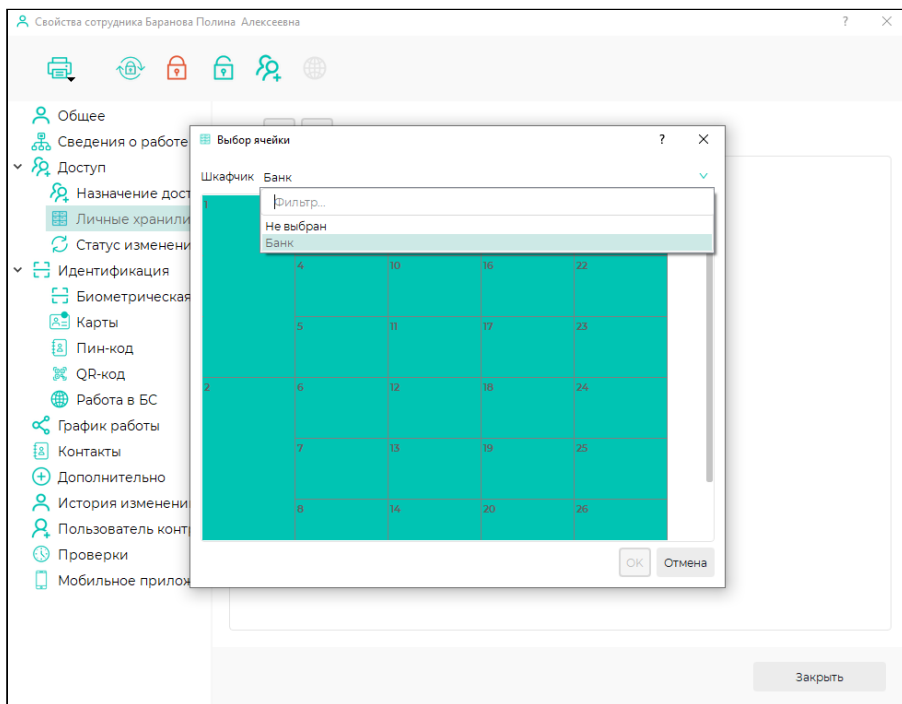 Свойства сотрудника Баранова Полина Алексеевна
Общее
Сведения о работе
Доступ
Назначение дост
Личные хранили
Статус изменени
Идентификация
Биометрическая
Карты
Пин-код
QR-код
Работа в БС
График работы
Контакты
Дополнительно
История изменени
Пользователь конт
Проверки
Мобильное прилож
Выбор ячейки
Шкафчик Банк
Фильтр...
Не выбран
Банк
1
4 10 16 22
5 11 17 23
2 6 12 18 24
7 13 19 25
8 14 20 26
OK Отмена
Закрыть